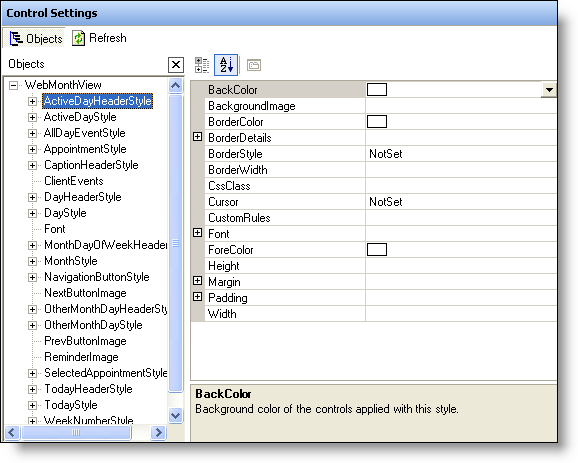 Control Settings
Objects Refresh
Objects
WebMonthView
ActiveDayHeaderStyle
ActiveDayStyle
AllDayEventStyle
AppointmentStyle
CaptionHeaderStyle
ClientEvents
DayHeaderStyle
DayStyle
Font
MonthDayOfWeekHeader
MonthStyle
NavigationButtonStyle
NextButtonImage
OtherMonthDayHeaderSty
OtherMonthDayStyle
PrevButtonImage
ReminderImage
SelectedAppointmentStyle
TodayHeaderStyle
TodayStyle
WeekNumberStyle
BackColor
BackgroundImage
BorderColor
BorderDetails
BorderStyle NotSet
BorderWidth
CssClass
Cursor NotSet
CustomRules
Font
ForeColor
Height
Margin
Padding
Width
BackColor
Background color of the controls applied with this style.